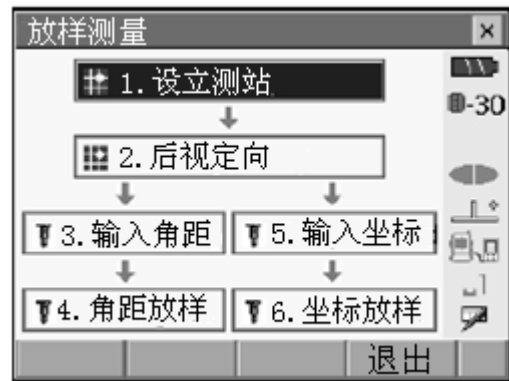 放样测量
1.设立测站
-30
2.后视定向
3.输入角距
5.输入坐标
4.角距放样
6.坐标放样
退出